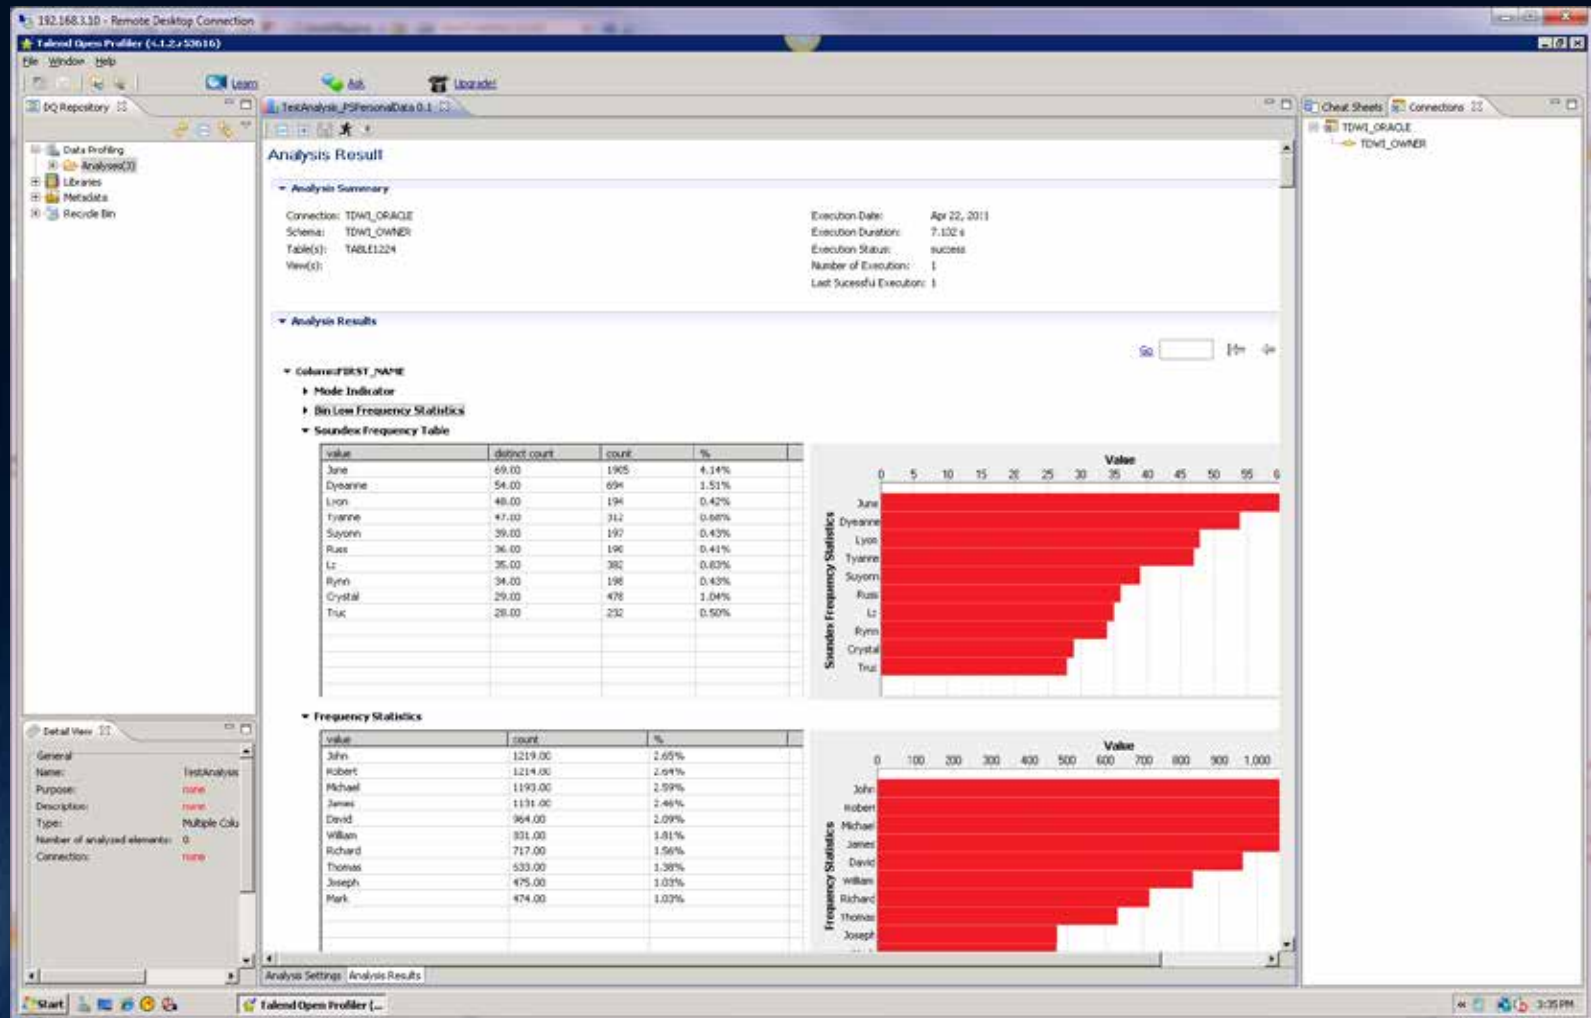 192.168.3.10 - Remote Desktop Connection
Talend Open Profiler (4.1.2.r53616)
File Window Help
Learn Ask Upgrade!
DQ Repository
Data Profiling
Analyses(3)
Libraries
Metadata
Recycle Bin
TestAnalysis_PSPersonalData 0.1
Cheat Sheets Connections
TDWI_ORACLE
TDWI_OWNER
Analysis Result
Analysis Summary
Connection: TDWI_ORACLE
Schema: TDWI_OWNER
Table(s): TABLE1224
View(s):
Execution Date: Apr 22, 2011
Execution Duration: 7.102 s
Execution Status: success
Number of Execution: 1
Last Sucessful Execution: 1
Analysis Results
Go
Column:FIRST_NAME
Mode Indicator
Bin Low Frequency Statistics
Soundex Frequency Table
value distinct count count %
June 69.00 1905 4.14%
Dyeanne 54.00 694 1.51%
Lyon 48.00 194 0.42%
Tyanne 47.00 312 0.68%
Suyonn 39.00 197 0.43%
Russ 36.00 190 0.41%
Lz 35.00 382 0.83%
Rynn 34.00 198 0.43%
Crystal 29.00 478 1.04%
Truc 28.00 232 0.50%
Value
0 5 10 15 20 25 30 35 40 45 50 55 6
Soundex Frequency Statistics
June
Dyeanne
Lyon
Tyanne
Suyonn
Russ
Lz
Rynn
Crystal
Truc
Frequency Statistics
value count %
John 1219.00 2.65%
Robert 1214.00 2.64%
Michael 1193.00 2.59%
James 1131.00 2.46%
David 964.00 2.09%
William 831.00 1.81%
Richard 717.00 1.56%
Thomas 633.00 1.38%
Joseph 475.00 1.03%
Mark 474.00 1.03%
Value
0 100 200 300 400 500 600 700 800 900 1,000
Frequency Statistics
John
Robert
Michael
James
David
William
Richard
Thomas
Joseph
Detail View
General
Name: TestAnalysis
Purpose: none
Description: none
Type: Multiple Colu
Number of analyzed elements: 0
Connection: none
Analysis Settings Analysis Results
Start
Talend Open Profiler (...
3:35 PM